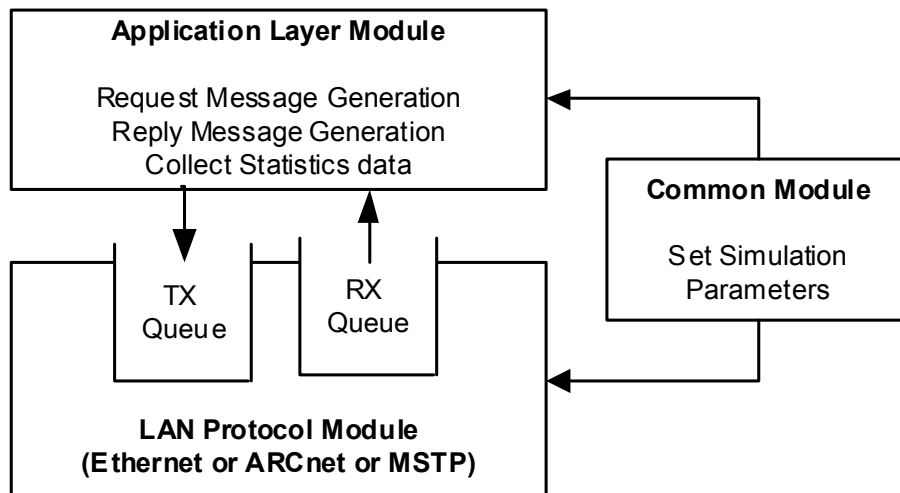 Application Layer Module
Request Message Generation
Reply Message Generation
Collect Statistics data
Common Module
Set Simulation
Parameters
TX
Queue
RX
Queue
LAN Protocol Module
(Ethernet or ARCnet or MSTP)